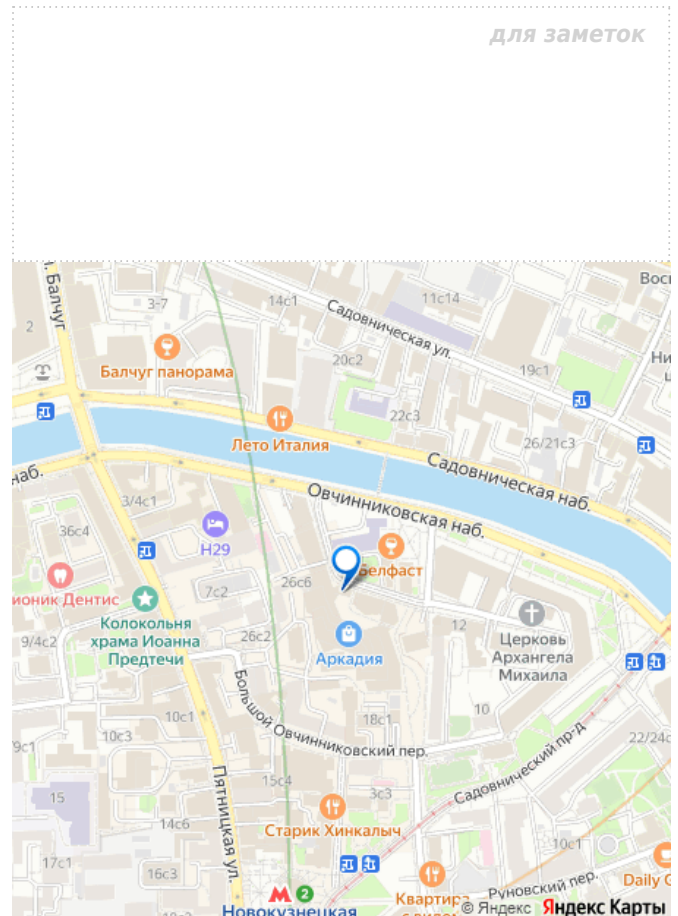 для заметок
Балчуг
3-7
14с1
11с14
Садовническая ул.
2
Балчуг панорама
20с2
19с1
22с3
Лето Италия
26/21с3
Садовническая наб.
наб.
Овчинниковская наб.
3/4с1
36с4
Н29
Белфаст
ионик Дентис
7с2
26с6
Колокольня
храма Иоанна
Предтечи
9/4с2
26с2
12
Церковь
Архангела
Михаила
Аркадия
Большой Овчинниковский пер.
10с1
18с1
10
9с1
10с3
22/24с
Садовнический пр-д
15с4
3с3
15
Пятницкая ул.
14с6
Старик Хинкалыч
10с1
17с1
16с3
Daily
Квартира
Руновский пер.
М 2
Новокузнецкая
© Яндекс Яндекс Карты